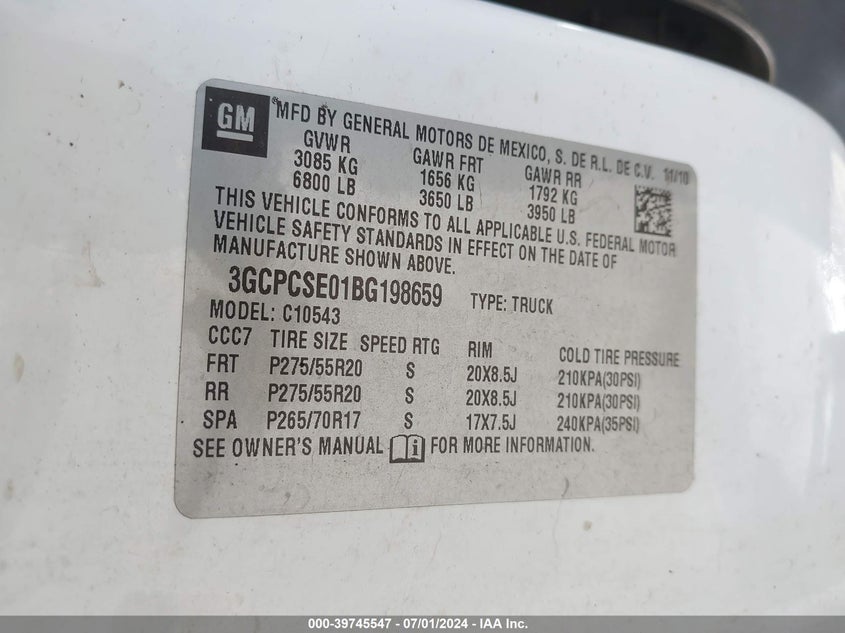 GM
MFD BY GENERAL MOTORS DE MEXICO, S. DE R.L. DE C.V. 11/10
GVWR GAWR FRT GAWR RR
3085 KG 1656 KG 1792 KG
6800 LB 3650 LB 3950 LB
THIS VEHICLE CONFORMS TO ALL APPLICABLE U.S. FEDERAL MOTOR
VEHICLE SAFETY STANDARDS IN EFFECT ON THE DATE OF
MANUFACTURE SHOWN ABOVE.
3GCPCSE01BG198659 TYPE: TRUCK
MODEL: C10543
CCC7 TIRE SIZE SPEED RTG RIM COLD TIRE PRESSURE
FRT P275/55R20 S 20X8.5J 210KPA(30PSI)
RR P275/55R20 S 20X8.5J 210KPA(30PSI)
SPA P265/70R17 S 17X7.5J 240KPA(35PSI)
SEE OWNER'S MANUAL i FOR MORE INFORMATION.
000-39745547 / 07/01/2024 - IAA Inc.